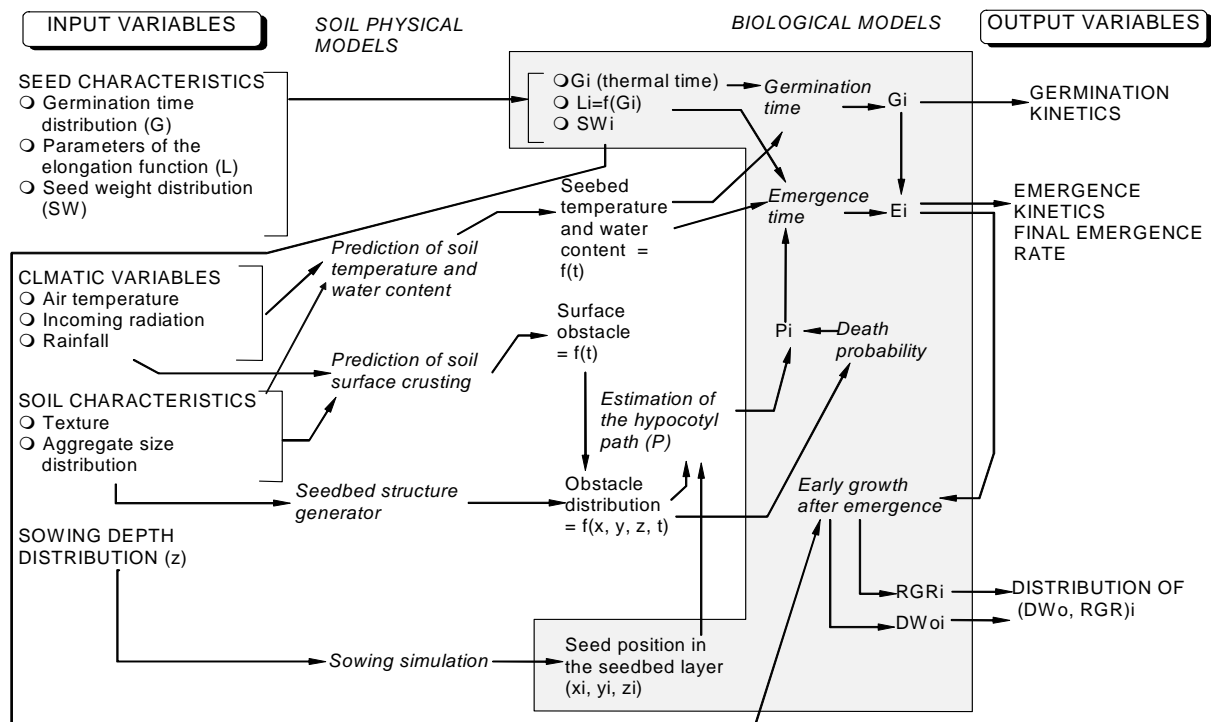 INPUT VARIABLES
SOIL PHYSICAL
MODELS
BIOLOGICAL MODELS
OUTPUT VARIABLES
SEED CHARACTERISTICS
❍ Germination time
distribution (G)
❍ Parameters of the
elongation function (L)
❍ Seed weight distribution
(SW)
❍Gi (thermal time)
❍ Li=f(Gi)
❍ SWi
Germination
time
Gi
GERMINATION
KINETICS
Seebed
temperature
and water
content =
f(t)
Emergence
time
Ei
EMERGENCE
KINETICS
FINAL EMERGENCE
RATE
Prediction of soil
temperature and
water content
CLMATIC VARIABLES
❍ Air temperature
❍ Incoming radiation
❍ Rainfall
Surface
obstacle
= f(t)
Pi
Death
probability
Prediction of soil
surface crusting
SOIL CHARACTERISTICS
❍ Texture
❍ Aggregate size
distribution
Estimation of
the hypocotyl
path (P)
Seedbed structure
generator
Obstacle
distribution
= f(x, y, z, t)
Early growth
after emergence
SOWING DEPTH
DISTRIBUTION (z)
RGRi
DWoi
DISTRIBUTION OF
(DWo, RGR)i
Sowing simulation
Seed position in
the seedbed layer
(xi, yi, zi)